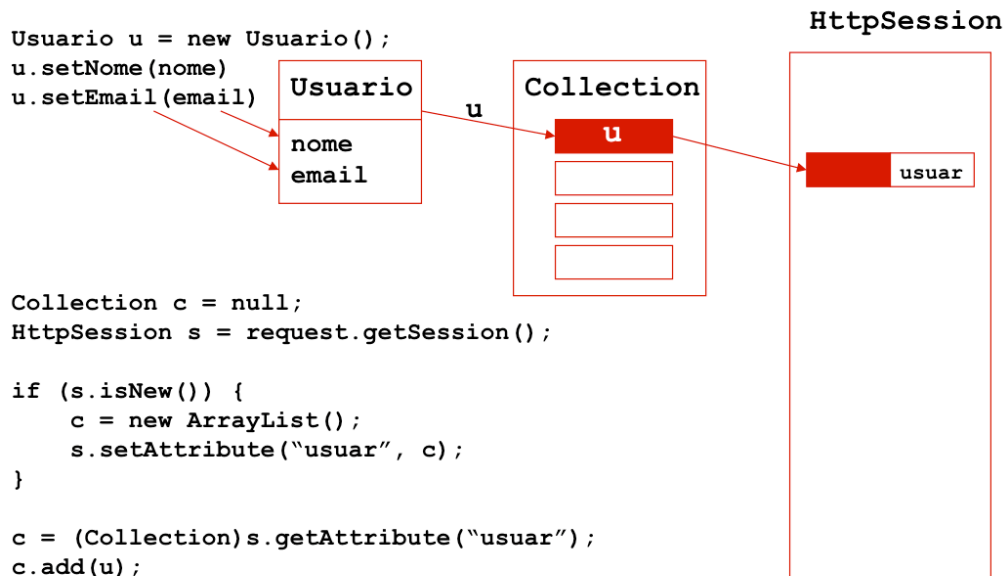 HttpSession
Usuario u = new Usuario();
u.setNome(nome)
u.setEmail(email)
Usuario
nome
email
u
Collection
u
usuar
Collection c = null;
HttpSession s = request.getSession();
if (s.isNew()) {
c = new ArrayList();
s.setAttribute(“usuar”, c);
}
c = (Collection)s.getAttribute(“usuar”);
c.add(u);